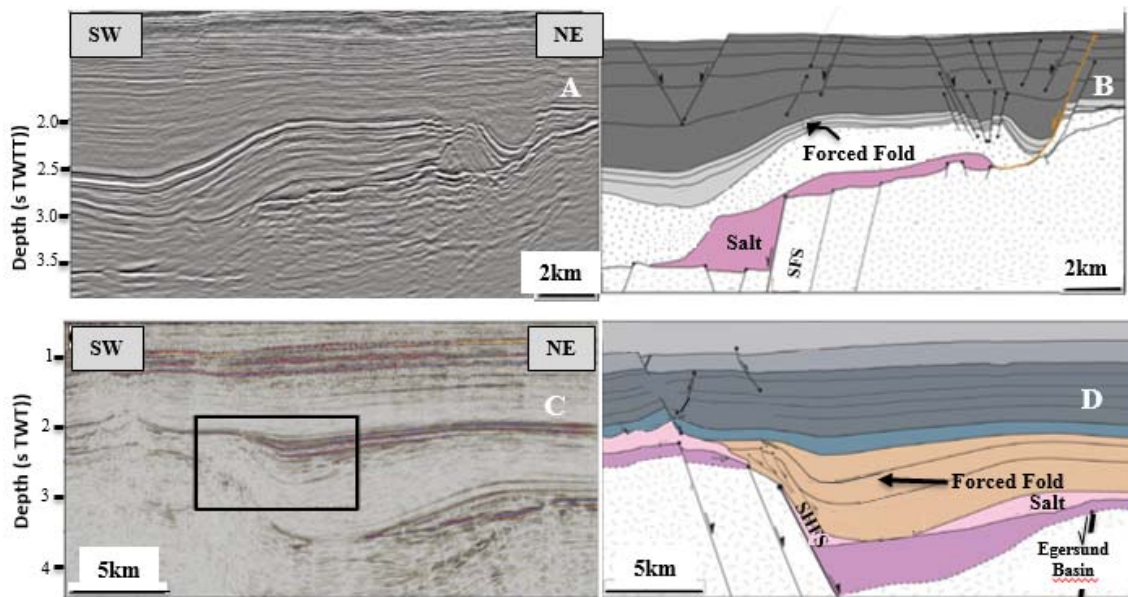 SW
NE
A
Depth (s TWTT))
2.0
2.5
3.0
3.5
2km
B
Forced Fold
Salt
SFS
2km
SW
NE
C
Depth (s TWT)
1
2
3
4
5km
D
Forced Fold
Salt
SHFS
Egersund
Basin
5km